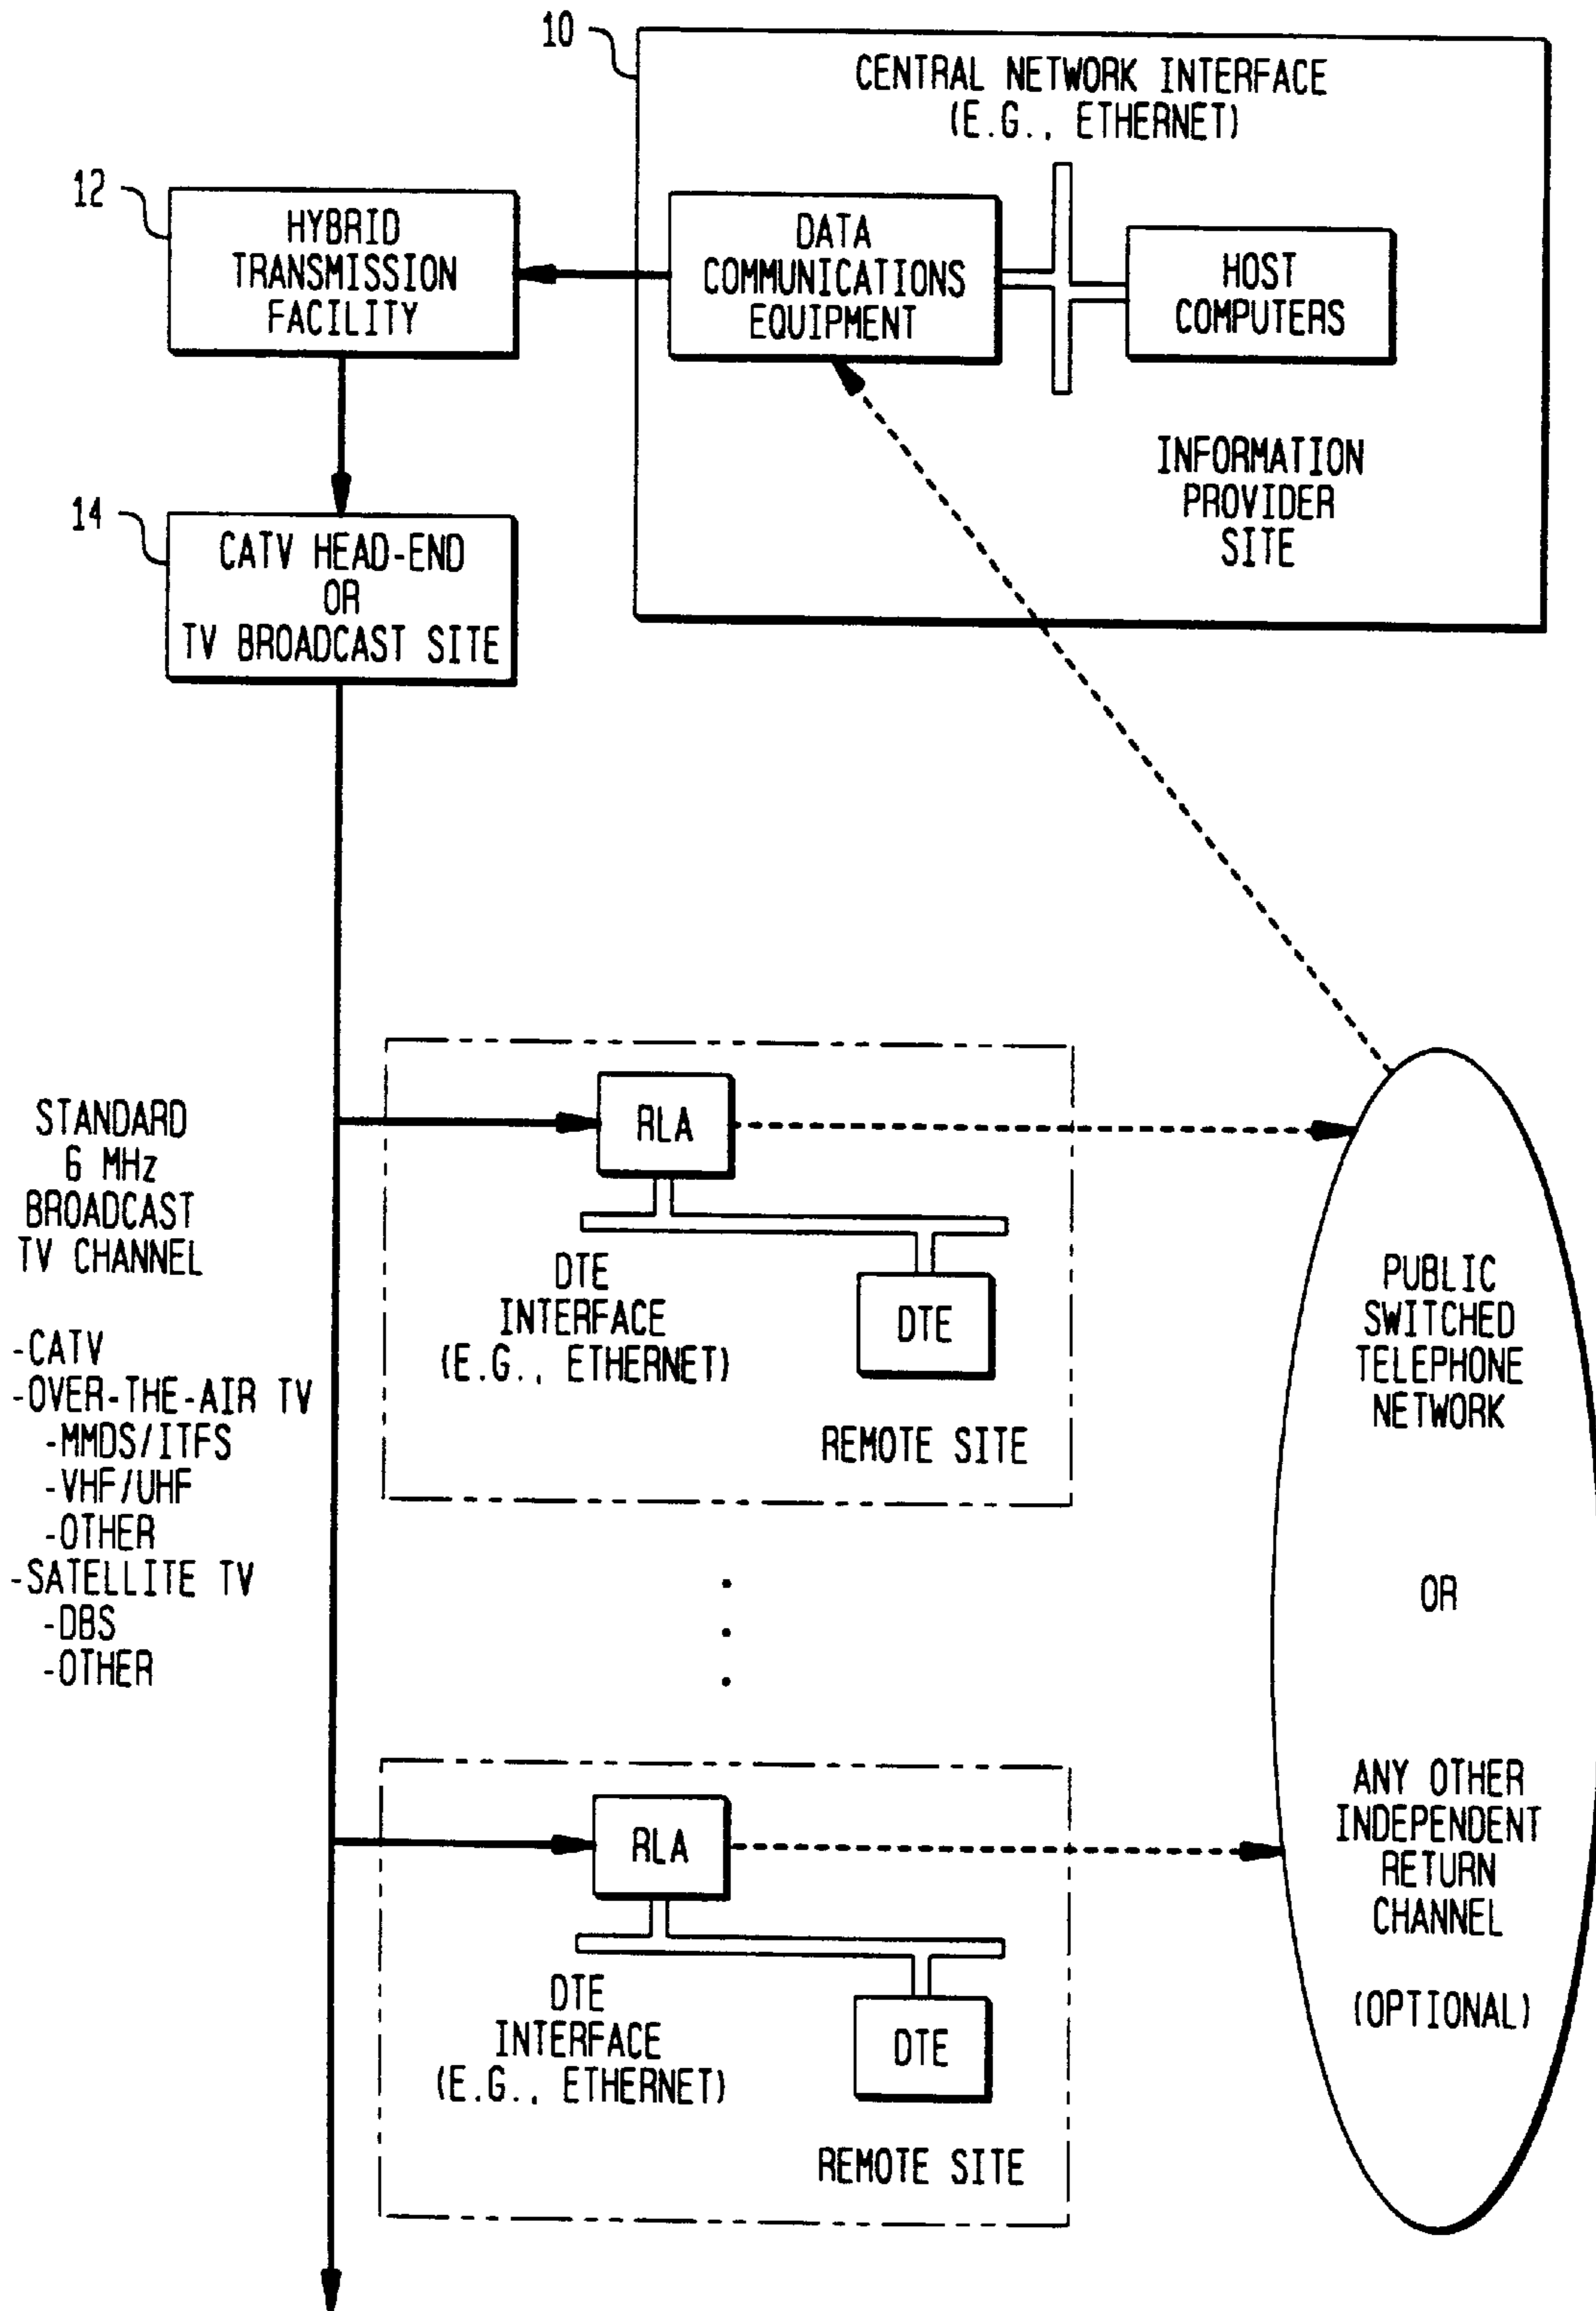 10
CENTRAL NETWORK INTERFACE
(E.G., ETHERNET)
12
HYBRID
TRANSMISSION
FACILITY
DATA
COMMUNICATIONS
EQUIPMENT
HOST
COMPUTERS
INFORMATION
PROVIDER
SITE
14
CATV HEAD-END
OR
TV BROADCAST SITE
STANDARD
6 MHz
BROADCAST
TV CHANNEL
-CATV
-OVER-THE-AIR TV
-MMDS/ITFS
-VHF/UHF
-OTHER
-SATELLITE TV
-DBS
-OTHER
RLA
DTE
INTERFACE
(E.G., ETHERNET)
DTE
REMOTE SITE
RLA
DTE
INTERFACE
(E.G., ETHERNET)
DTE
REMOTE SITE
PUBLIC
SWITCHED
TELEPHONE
NETWORK
OR
ANY OTHER
INDEPENDENT
RETURN
CHANNEL
(OPTIONAL)